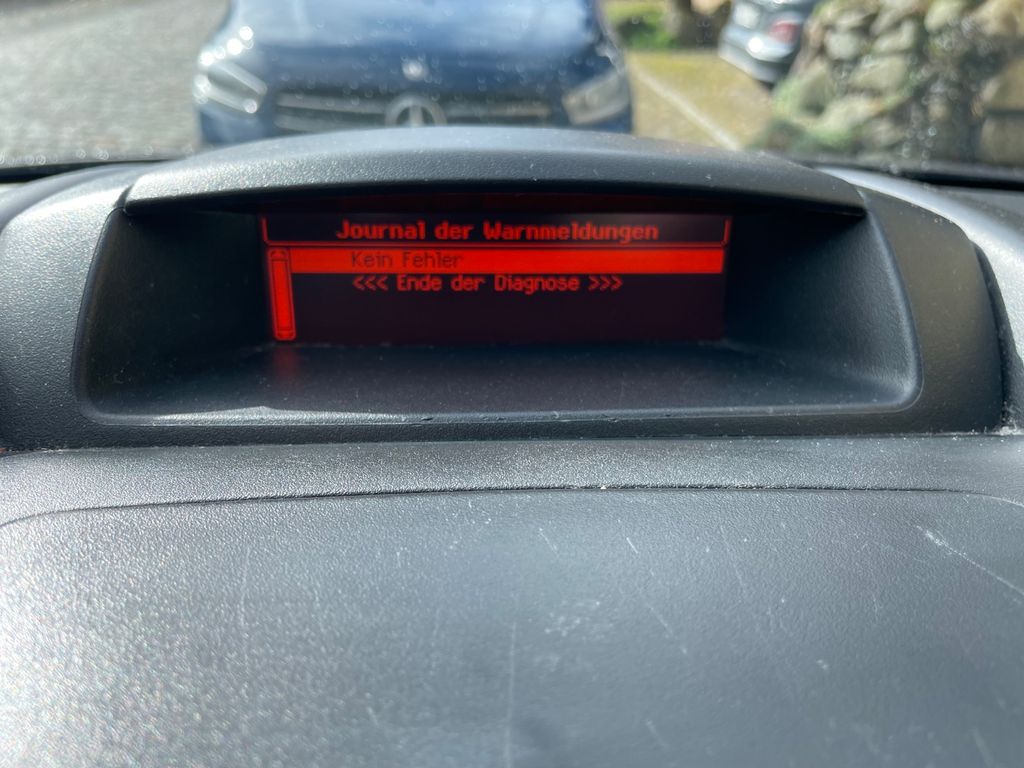 Journal der Warnmeldungen
Kein Fehler
<<< Ende der Diagnose >>>